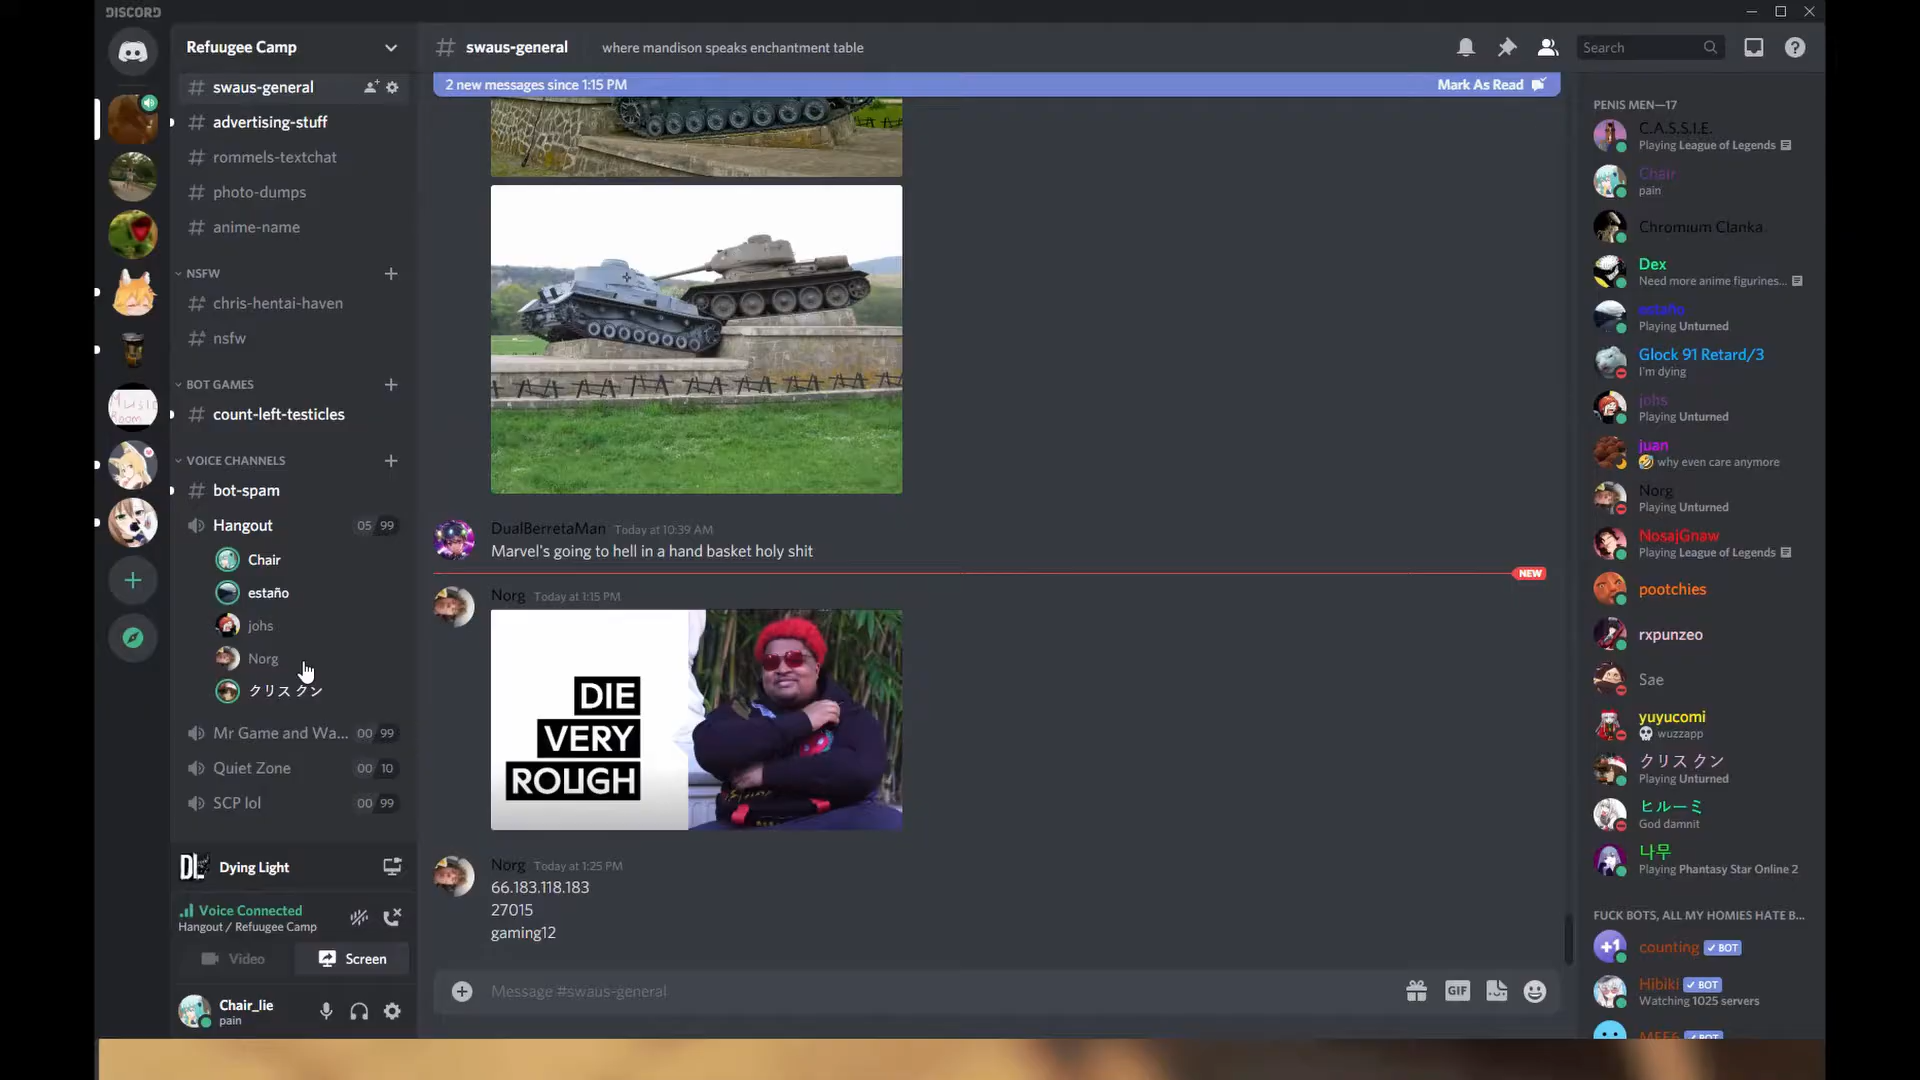 DISCORD
Refuugee Camp
swaus-general
advertising-stuff
rommels-textchat
photo-dumps
anime-name
NSFW
chris-hentai-haven
nsfw
BOT GAMES
count-left-testicles
VOICE CHANNELS
bot-spam
Hangout 05 99
Chair
estaño
johs
Norg
クリス クン
Mr Game and Wa... 00 99
Quiet Zone 00 10
SCP lol 00 99
DL Dying Light
Voice Connected
Hangout / Refuugee Camp
Video Screen
Chair_lie
pain
swaus-general where mandison speaks enchantment table
Search
2 new messages since 1:15 PM Mark As Read
DualBerretaMan Today at 10:39 AM
Marvel's going to hell in a hand basket holy shit
NEW
Norg Today at 1:15 PM
DIE
VERY
ROUGH
Norg Today at 1:25 PM
66.183.118.183
27015
gaming12
Message #swaus-general
GIF
PENIS MEN—17
C.A.S.S.I.E.
Playing League of Legends
Chair
pain
Chromium Clanka
Dex
Need more anime figurines...
estaño
Playing Unturned
Glock 91 Retard/3
I'm dying
johs
Playing Unturned
juan
why even care anymore
Norg
Playing Unturned
NosajGnaw
Playing League of Legends
pootchies
rxpunzeo
Sae
yuyucomi
wuzzapp
クリス クン
Playing Unturned
ヒルーミ
God damnit
나무
Playing Phantasy Star Online 2
FUCK BOTS, ALL MY HOMIES HATE B...
+1 counting BOT
Hibiki BOT
Watching 1025 servers
MEE6 BOT